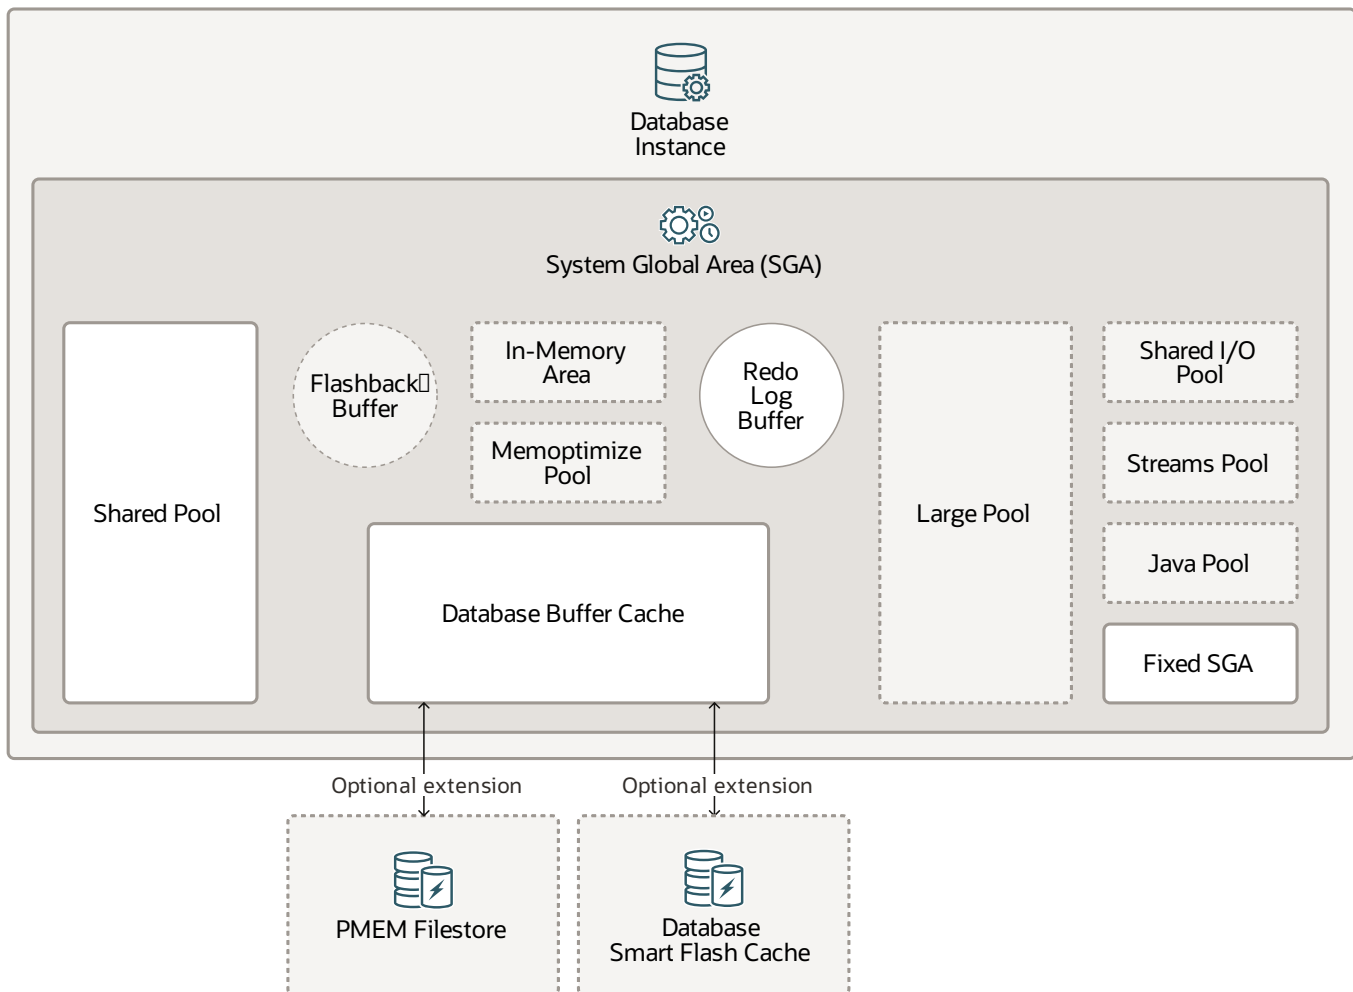 Database
Instance
System Global Area (SGA)
Shared Pool
Flashback
Buffer
In-Memory
Area
Memoptimize
Pool
Redo
Log
Buffer
Database Buffer Cache
Large Pool
Shared I/O
Pool
Streams Pool
Java Pool
Fixed SGA
Optional extension
Optional extension
PMEM Filestore
Database
Smart Flash Cache